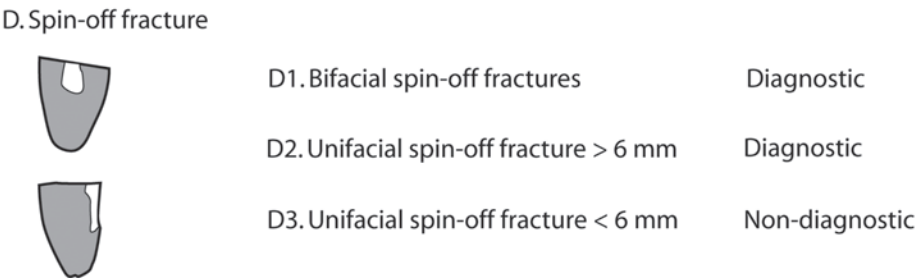 D. Spin-off fracture
D1. Bifacial spin-off fractures Diagnostic
D2. Unifacial spin-off fracture > 6 mm Diagnostic
D3. Unifacial spin-off fracture < 6 mm Non-diagnostic